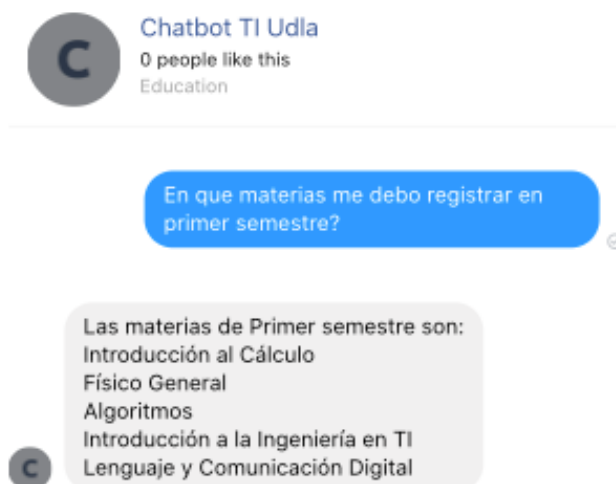 C
Chatbot TI Udla
0 people like this
Education
En que materias me debo registrar en
primer semestre?
Las materias de Primer semestre son:
Introducción al Cálculo
Físico General
Algoritmos
Introducción a la Ingeniería en TI
C
Lenguaje y Comunicación Digital